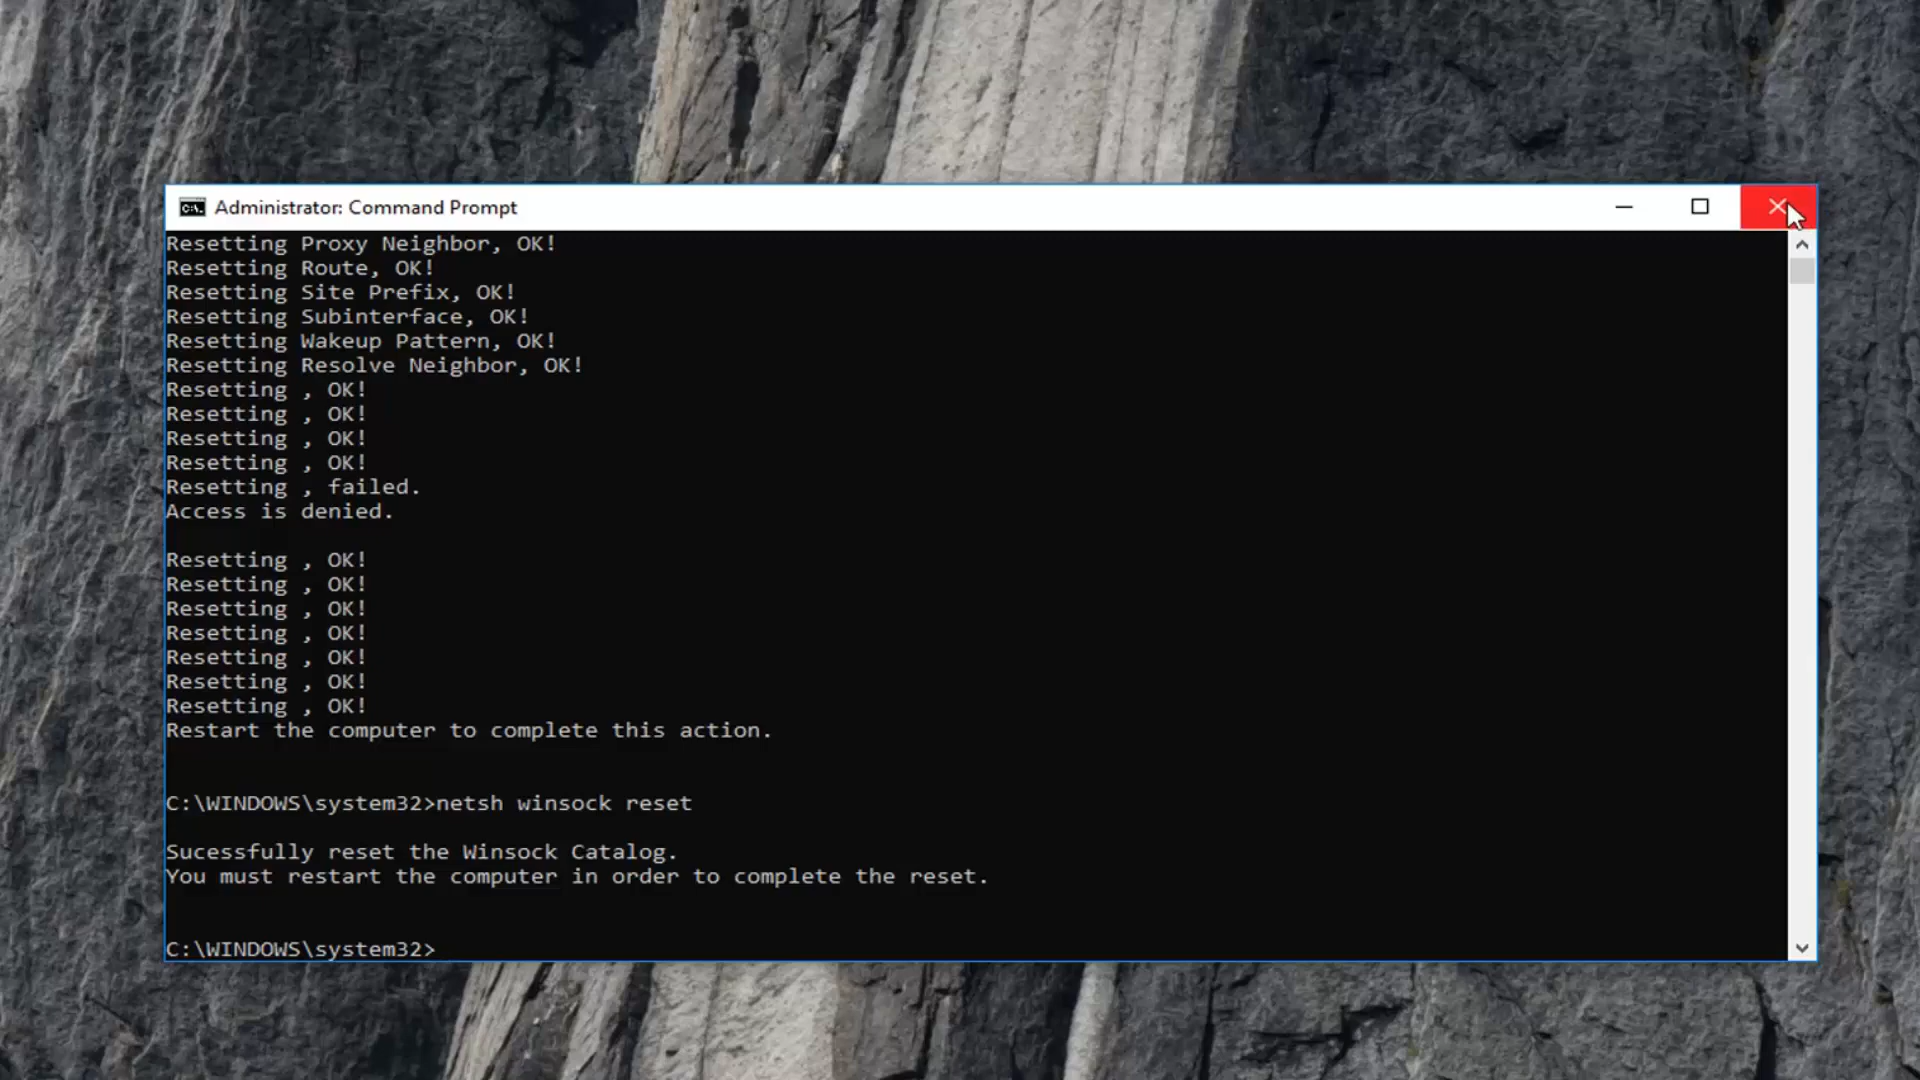 Administrator: Command Prompt
Resetting Proxy Neighbor, OK!
Resetting Route, OK!
Resetting Site Prefix, OK!
Resetting Subinterface, OK!
Resetting Wakeup Pattern, OK!
Resetting Resolve Neighbor, OK!
Resetting , OK!
Resetting , OK!
Resetting , OK!
Resetting , OK!
Resetting , failed.
Access is denied.
Resetting , OK!
Resetting , OK!
Resetting , OK!
Resetting , OK!
Resetting , OK!
Resetting , OK!
Resetting , OK!
Restart the computer to complete this action.
C:\WINDOWS\system32>netsh winsock reset
Sucessfully reset the Winsock Catalog.
You must restart the computer in order to complete the reset.
C:\WINDOWS\system32>